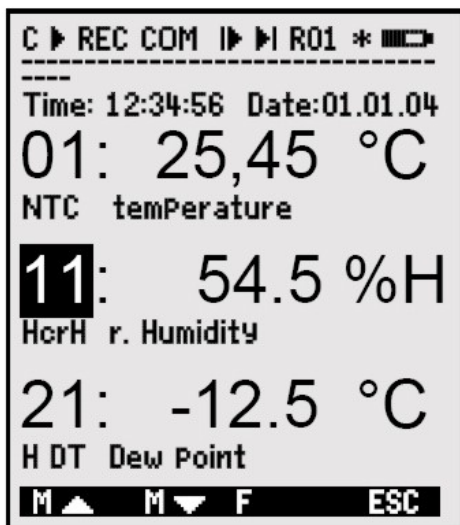 C ▶ REC COM I▶ ▶I R01 *
Time: 12:34:56 Date:01.01.04
01: 25,45 °C
NTC temPerature
11: 54.5 %H
HcrH r. Humidity
21: -12.5 °C
H DT Dew Point
M▲ M▼ F ESC